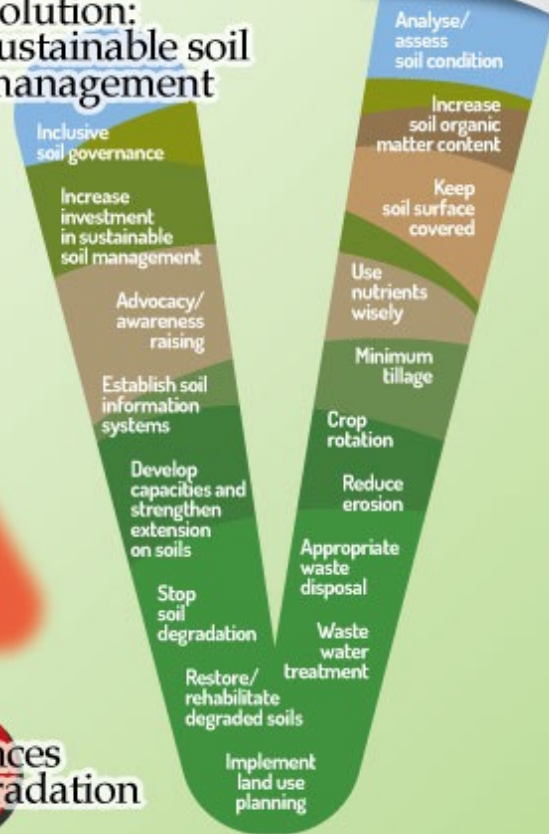 olution:
ustainable soil
nanagement
Inclusive
soil governance
Increase
investment
in sustainable
soil management
Advocacy/
awareness
raising
Establish soil
information
systems
Develop
capacities and
strengthen
extension
on soils
Stop
soil
degradation
Restore/
rehabilitate
degraded soils
Implement
land use
planning
Analyse/
assess
soil condition
Increase
soil organic
matter content
Keep
soil surface
covered
Use
nutrients
wisely
Minimum
tillage
Crop
rotation
Reduce
erosion
Appropriate
waste
disposal
Waste
water
treatment
nces
radation